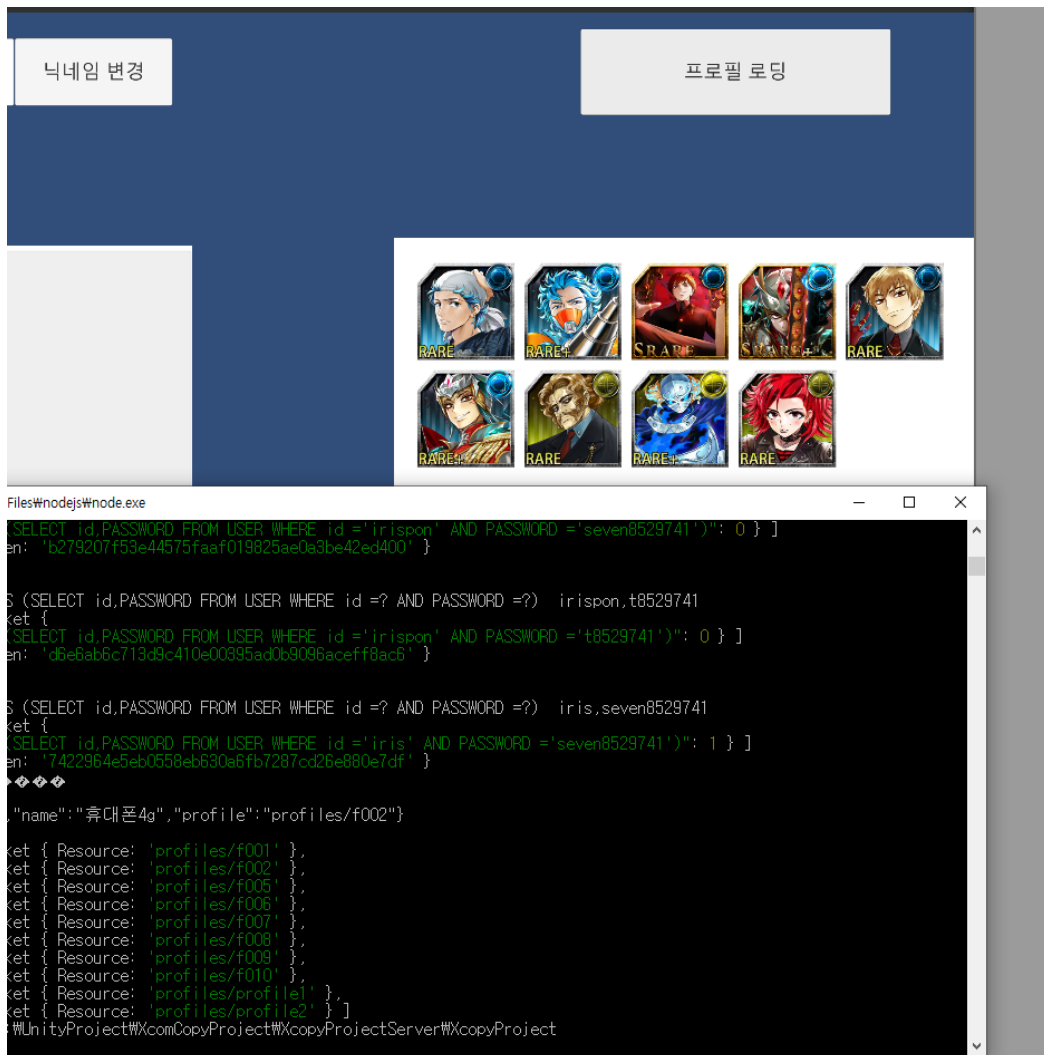 닉네임 변경
프로필 로딩
RARE RARE+ SRARE SRARE+ RARE
RARE+ RARE RARE+ RARE
Files\nodejs\node.exe
(SELECT id,PASSWORD FROM USER WHERE id ='irispon' AND PASSWORD ='seven8529741')": 0 } ]
en: 'b279207f53e44575faaf019825ae0a3be42ed400' }
S (SELECT id,PASSWORD FROM USER WHERE id =? AND PASSWORD =?)  irispon,t8529741
ket {
(SELECT id,PASSWORD FROM USER WHERE id ='irispon' AND PASSWORD ='t8529741')": 0 } ]
en: 'd6e6ab6c713d9c410e00395ad0b9096aceff8ac6' }
S (SELECT id,PASSWORD FROM USER WHERE id =? AND PASSWORD =?)  iris,seven8529741
ket {
(SELECT id,PASSWORD FROM USER WHERE id ='iris' AND PASSWORD ='seven8529741')": 1 } ]
en: '7422964e5eb0558eb630a6fb7287cd26e880e7df' }
����
,"name":"휴대폰4g","profile":"profiles/f002"}
ket { Resource: 'profiles/f001' },
ket { Resource: 'profiles/f002' },
ket { Resource: 'profiles/f005' },
ket { Resource: 'profiles/f006' },
ket { Resource: 'profiles/f007' },
ket { Resource: 'profiles/f008' },
ket { Resource: 'profiles/f009' },
ket { Resource: 'profiles/f010' },
ket { Resource: 'profiles/profile1' },
ket { Resource: 'profiles/profile2' } ]
:₩UnityProject₩XcomCopyProject₩XcopyProjectServer₩XcopyProject